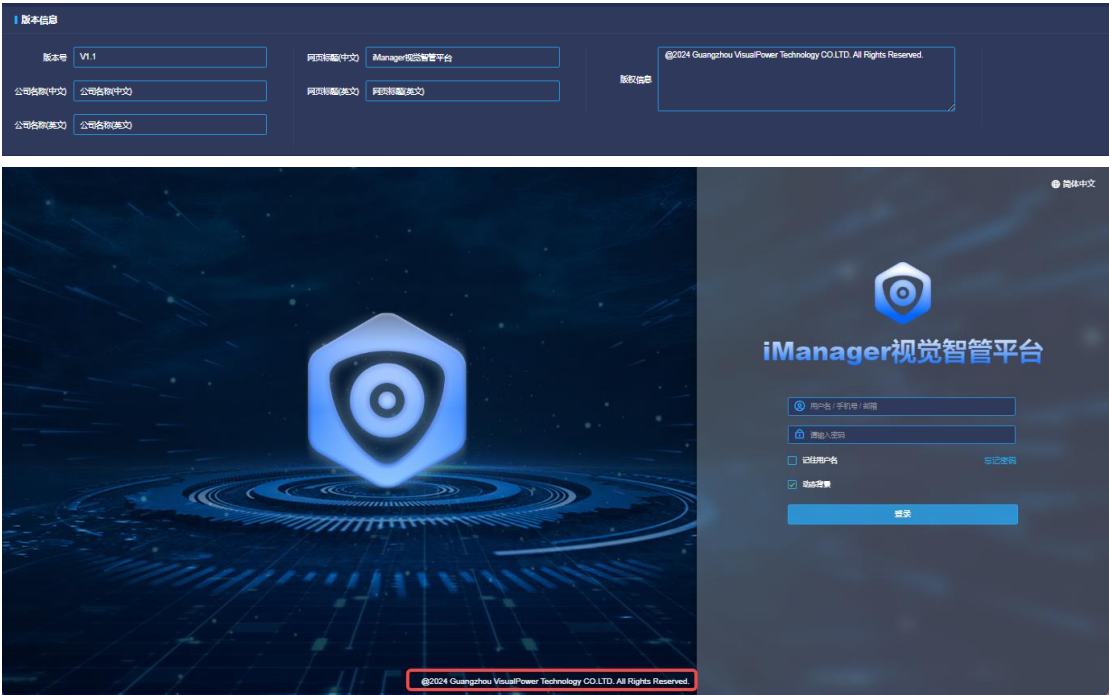 版本信息
版本号 V1.1 网页标题(中文) iManager视觉智管平台 版权信息 @2024 Guangzhou VisualPower Technology CO.LTD. All Rights Reserved.
公司名称(中文) 公司名称(中文) 网页标题(英文) 网页标题(英文)
公司名称(英文) 公司名称(英文)
简体中文
iManager视觉智管平台
用户名 / 手机号 / 邮箱
请输入密码
记住用户名 忘记密码
动态背景
登录
@2024 Guangzhou VisualPower Technology CO.LTD. All Rights Reserved.